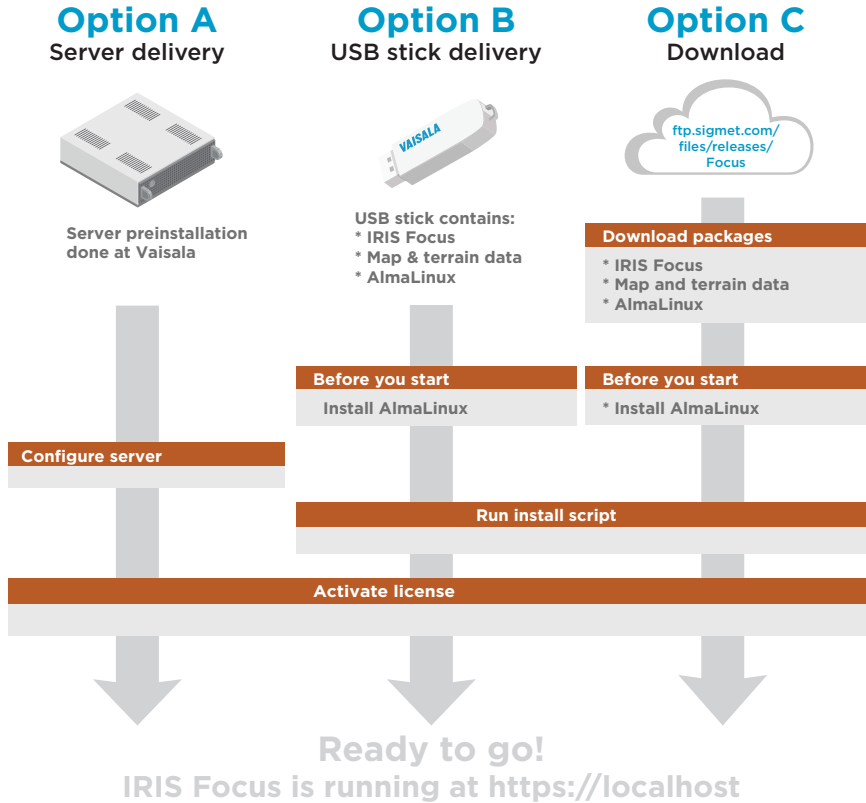 Option A
Server delivery
Option B
USB stick delivery
Option C
Download
VAISALA
ftp.sigmet.com/
files/releases/
Focus
Server preinstallation
done at Vaisala
USB stick contains:
* IRIS Focus
* Map & terrain data
* AlmaLinux
Download packages
* IRIS Focus
* Map and terrain data
* AlmaLinux
Before you start
Install AlmaLinux
Before you start
* Install AlmaLinux
Configure server
Run install script
Activate license
Ready to go!
IRIS Focus is running at https://localhost